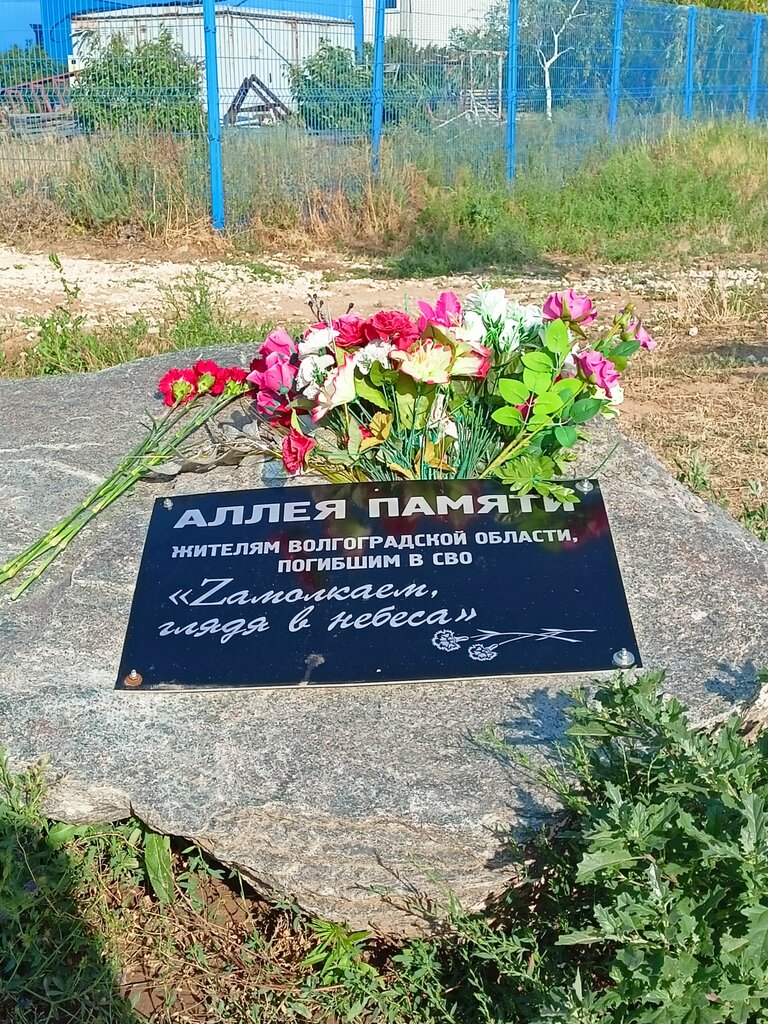 АЛЛЕЯ ПАМЯТИ
ЖИТЕЛЯМ ВОЛГОГРАДСКОЙ ОБЛАСТИ,
ПОГИБШИМ В СВО
«Zамолкаем,
глядя в небеса»